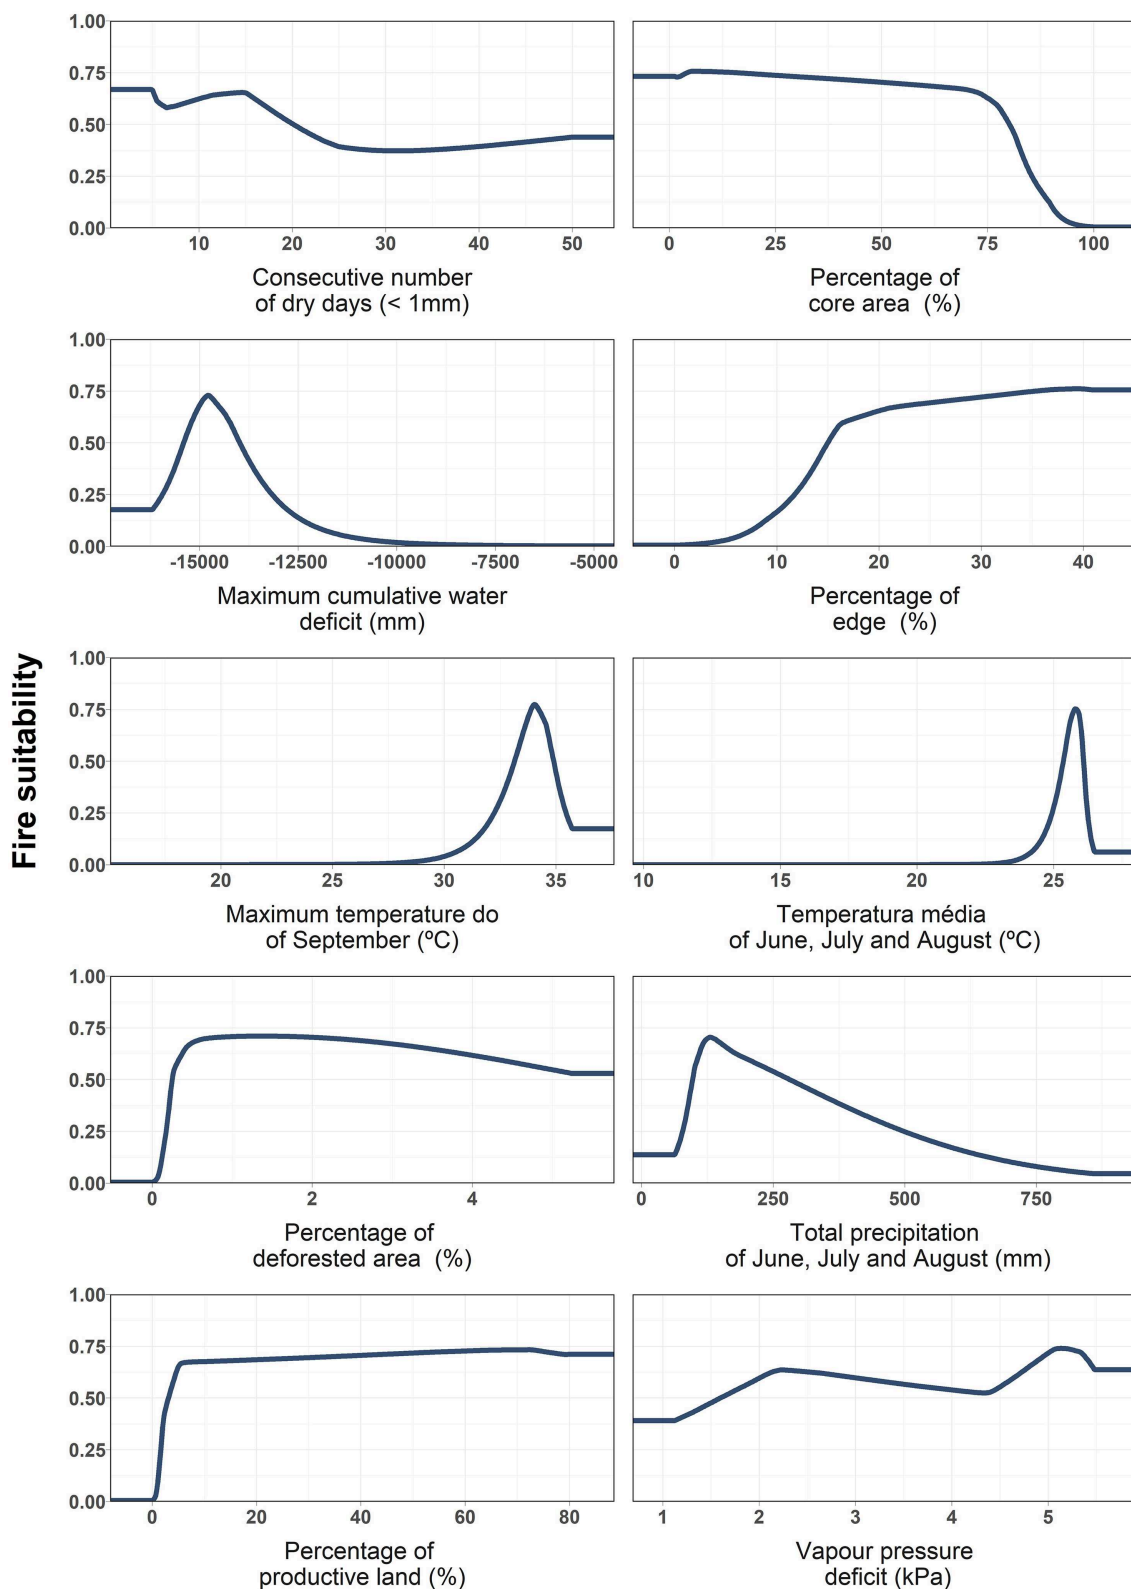 Fire suitability
1.00
0.75
0.50
0.25
0.00
10 20 30 40 50
Consecutive number
of dry days (< 1mm)
0 25 50 75 100
Percentage of
core area (%)
1.00
0.75
0.50
0.25
0.00
-15000 -12500 -10000 -7500 -5000
Maximum cumulative water
deficit (mm)
0 10 20 30 40
Percentage of
edge (%)
1.00
0.75
0.50
0.25
0.00
20 25 30 35
Maximum temperature do
of September (ºC)
10 15 20 25
Temperatura média
of June, July and August (ºC)
1.00
0.75
0.50
0.25
0.00
0 2 4
Percentage of
deforested area (%)
0 250 500 750
Total precipitation
of June, July and August (mm)
1.00
0.75
0.50
0.25
0.00
0 20 40 60 80
Percentage of
productive land (%)
1 2 3 4 5
Vapour pressure
deficit (kPa)